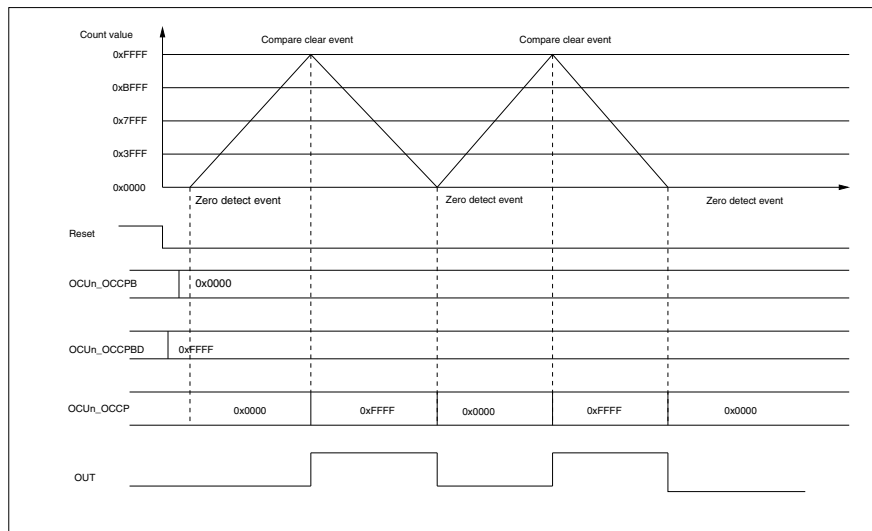 Count value
Compare clear event
Compare clear event
0xFFFF
0xBFFF
0x7FFF
0x3FFF
0x0000
Zero detect event
Zero detect event
Zero detect event
Reset
OCUn_OCCPB
0x0000
OCUn_OCCPBD
0xFFFF
OCUn_OCCP
0x0000
0xFFFF
0x0000
0xFFFF
0x0000
OUT